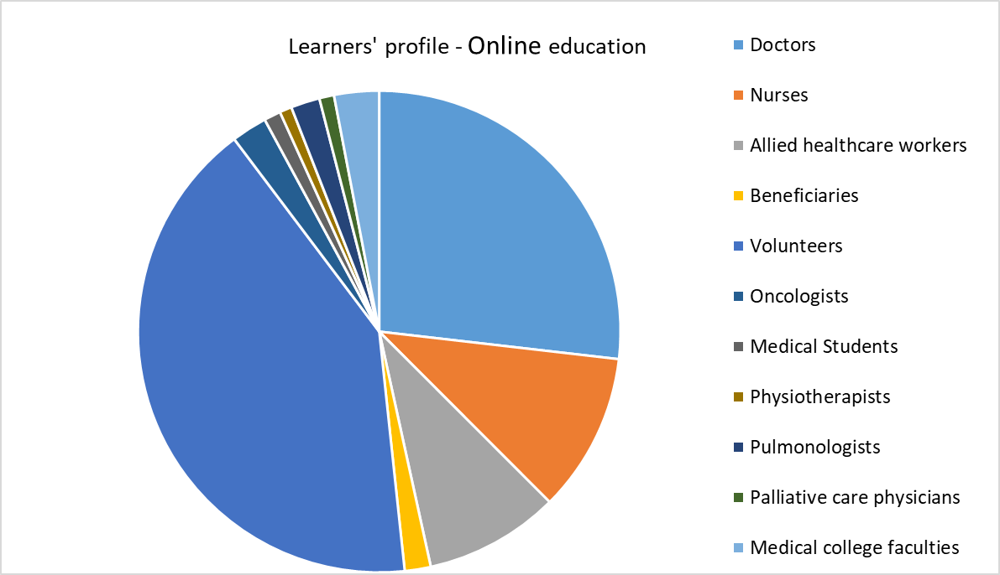 Learners' profile - Online education
Doctors
Nurses
Allied healthcare workers
Beneficiaries
Volunteers
Oncologists
Medical Students
Physiotherapists
Pulmonologists
Palliative care physicians
Medical college faculties